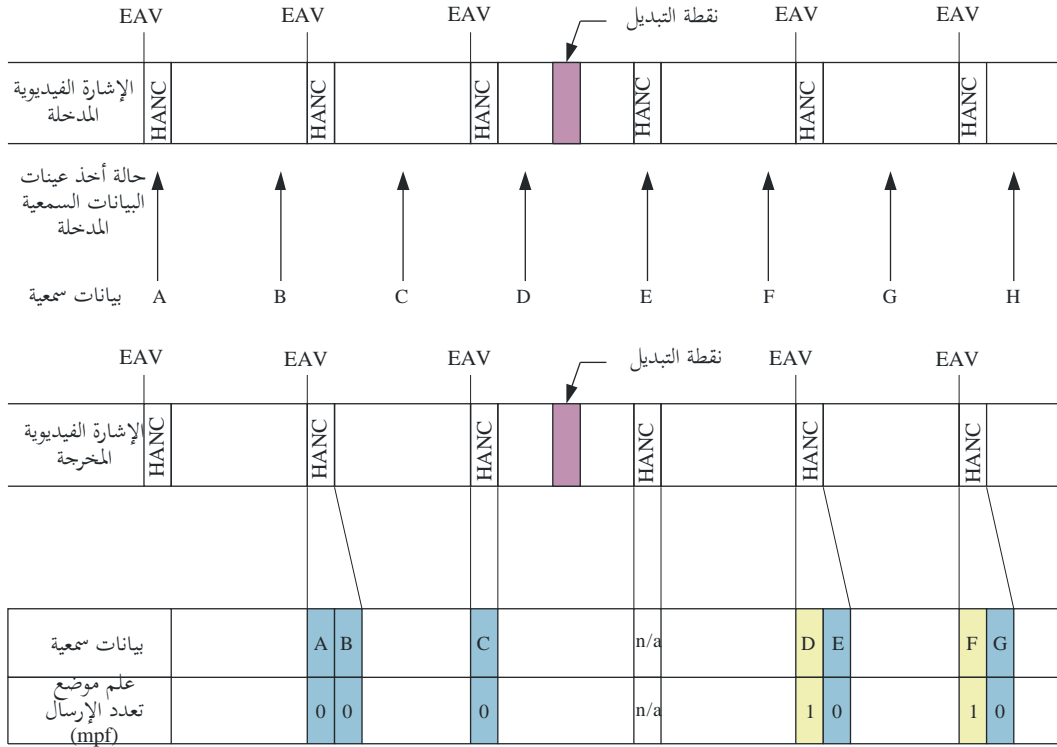 EAV EAV EAV نقطة التبديل EAV EAV
الإشارة الفيديوية
المدخلة
HANC HANC HANC HANC HANC HANC
حالة أخذ عينات
البيانات السمعية
المدخلة
بيانات سمعية A B C D E F G H
EAV EAV EAV نقطة التبديل EAV EAV
الإشارة الفيديوية
المخرجة
HANC HANC HANC HANC HANC HANC
بيانات سمعية A B C n/a D E F G
علم موضع
تعدد الإرسال
(mpf)
0 0 0 n/a 1 0 1 0